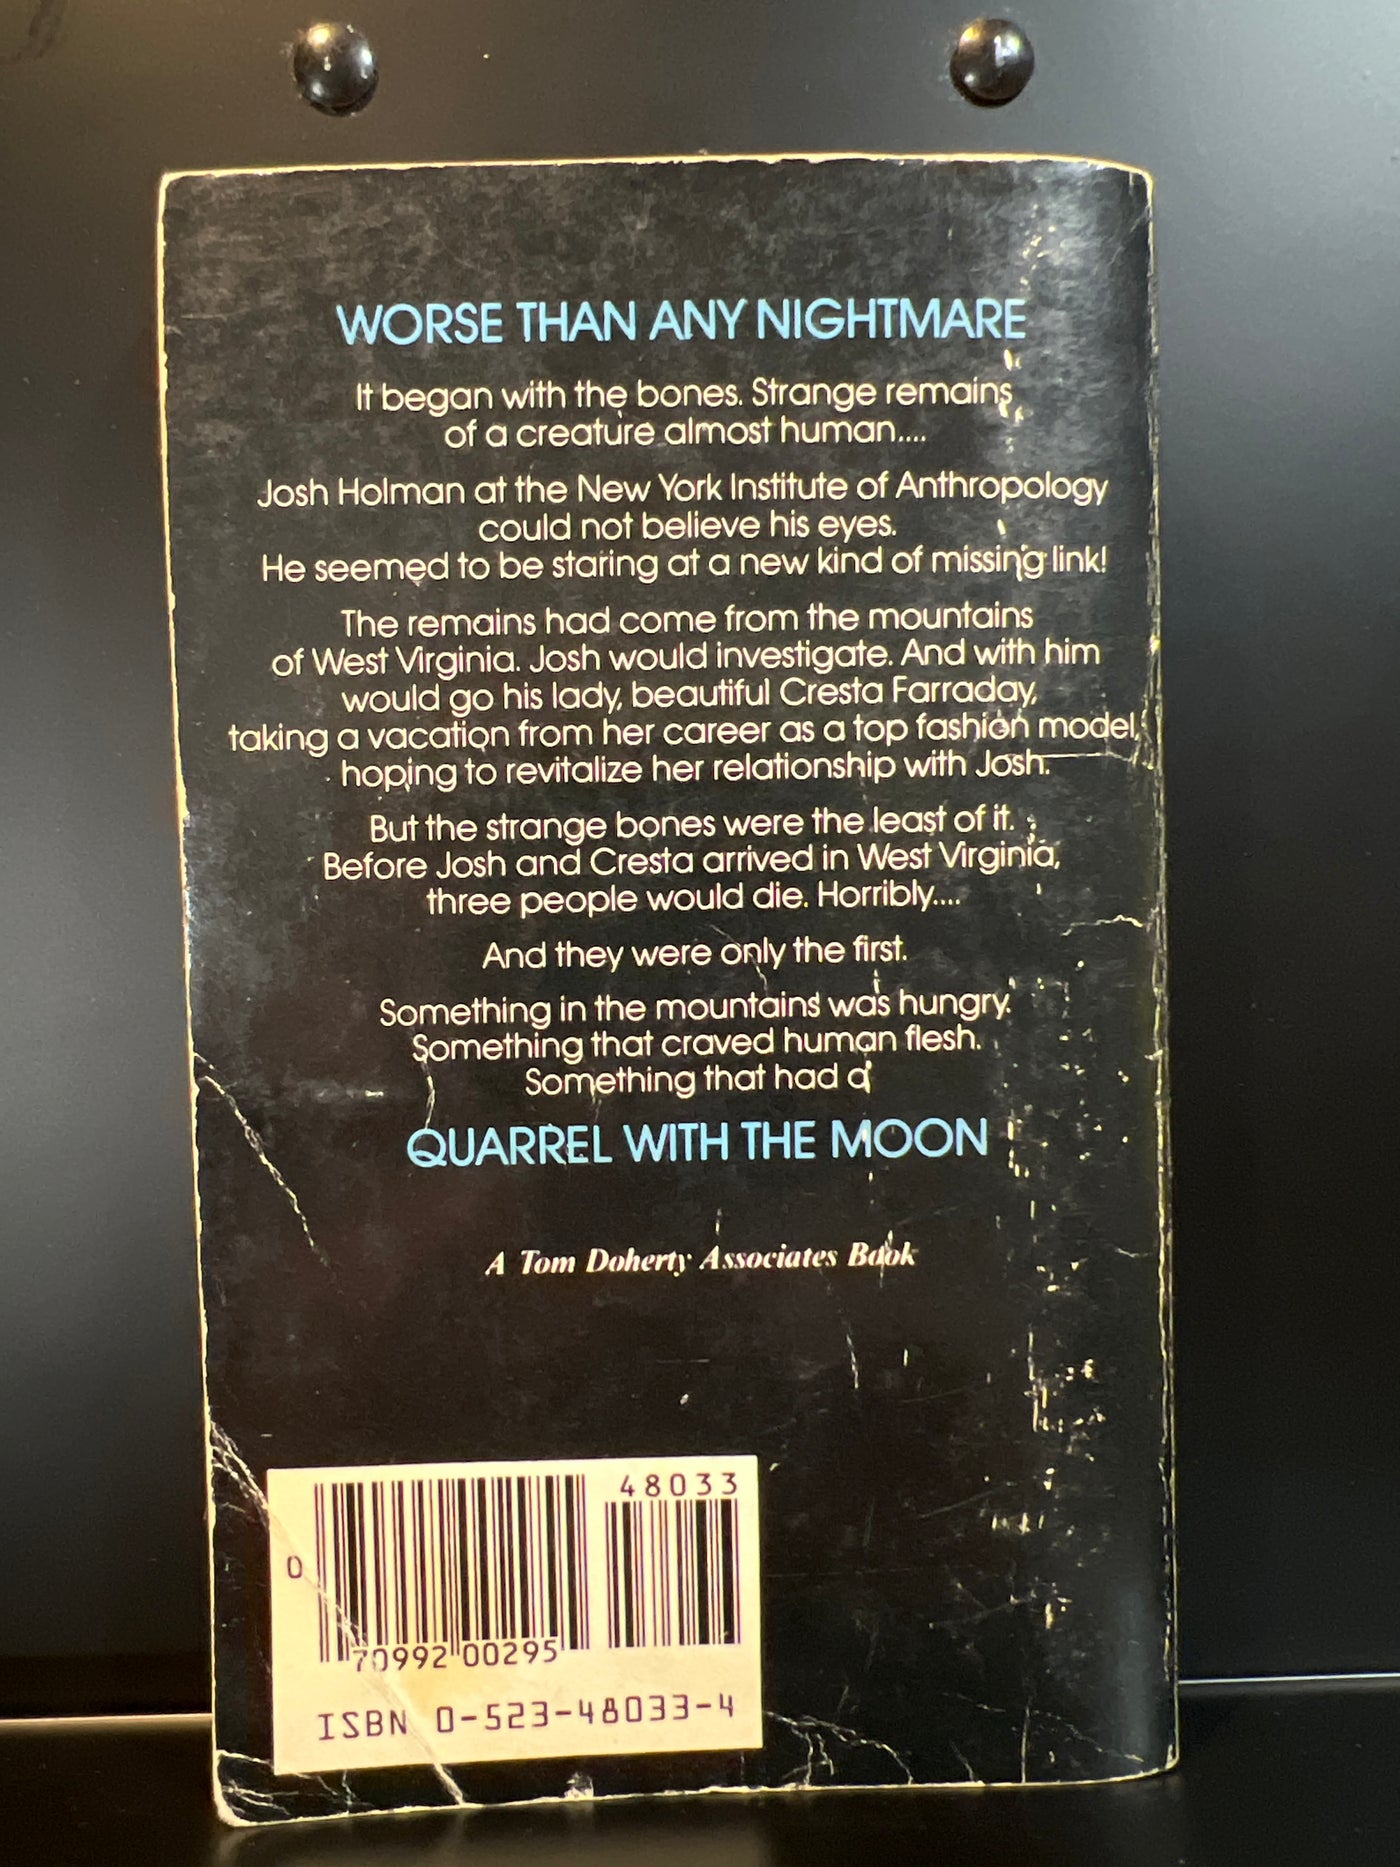 WORSE THAN ANY NIGHTMARE
It began with the bones. Strange remains
of a creature almost human....
Josh Holman at the New York Institute of Anthropology
could not believe his eyes.
He seemed to be staring at a new kind of missing link!
The remains had come from the mountains
of West Virginia. Josh would investigate. And with him
would go his lady, beautiful Cresta Farraday,
taking a vacation from her career as a top fashion model,
hoping to revitalize her relationship with Josh.
But the strange bones were the least of it.
Before Josh and Cresta arrived in West Virginia,
three people would die. Horribly....
And they were only the first.
Something in the mountains was hungry.
Something that craved human flesh.
Something that had a
QUARREL WITH THE MOON
A Tom Doherty Associates Book
48033
0
70992 00295
ISBN 0-523-48033-4